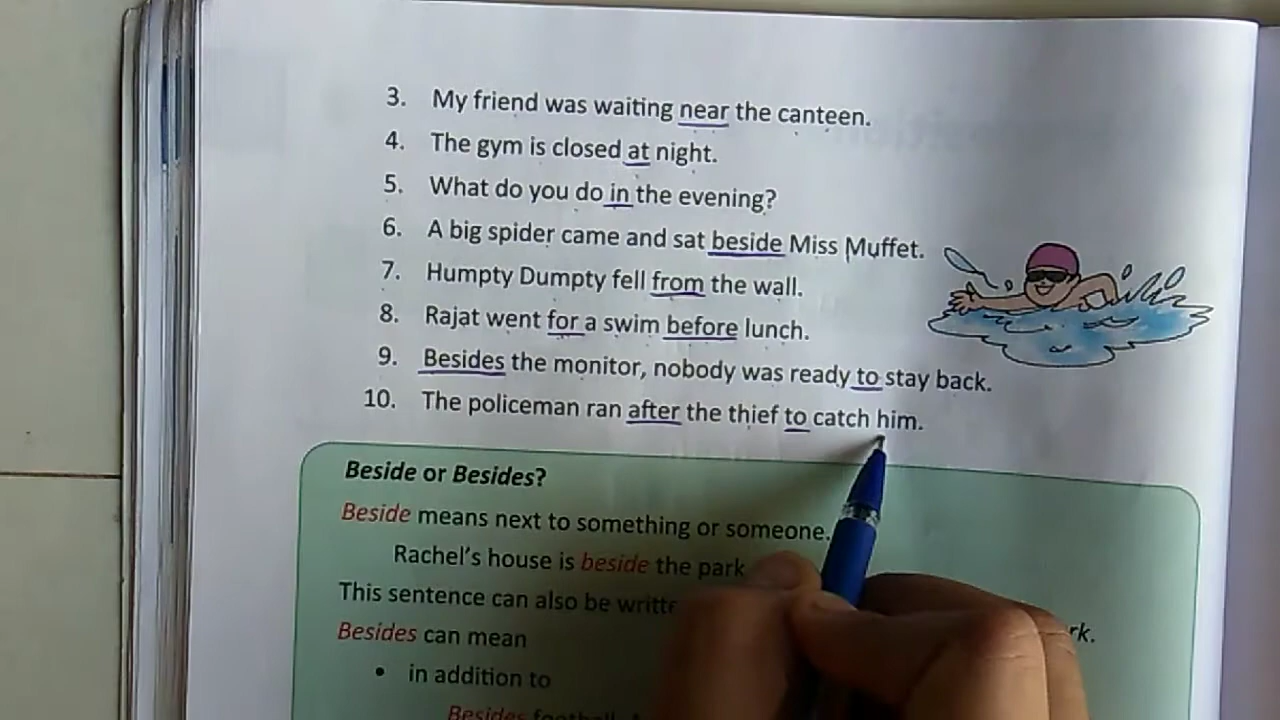 3. My friend was waiting near the canteen.
4. The gym is closed at night.
5. What do you do in the evening?
6. A big spider came and sat beside Miss Muffet.
7. Humpty Dumpty fell from the wall.
8. Rajat went for a swim before lunch.
9. Besides the monitor, nobody was ready to stay back.
10. The policeman ran after the thief to catch him.
Beside or Besides?
Beside means next to something or someone.
Rachel's house is beside the park
This sentence can also be
Besides can mean
• in addition to
Besides